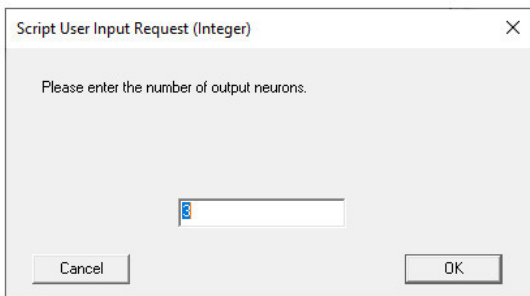 Script User Input Request (Integer)
Please enter the number of output neurons.
3
Cancel
OK